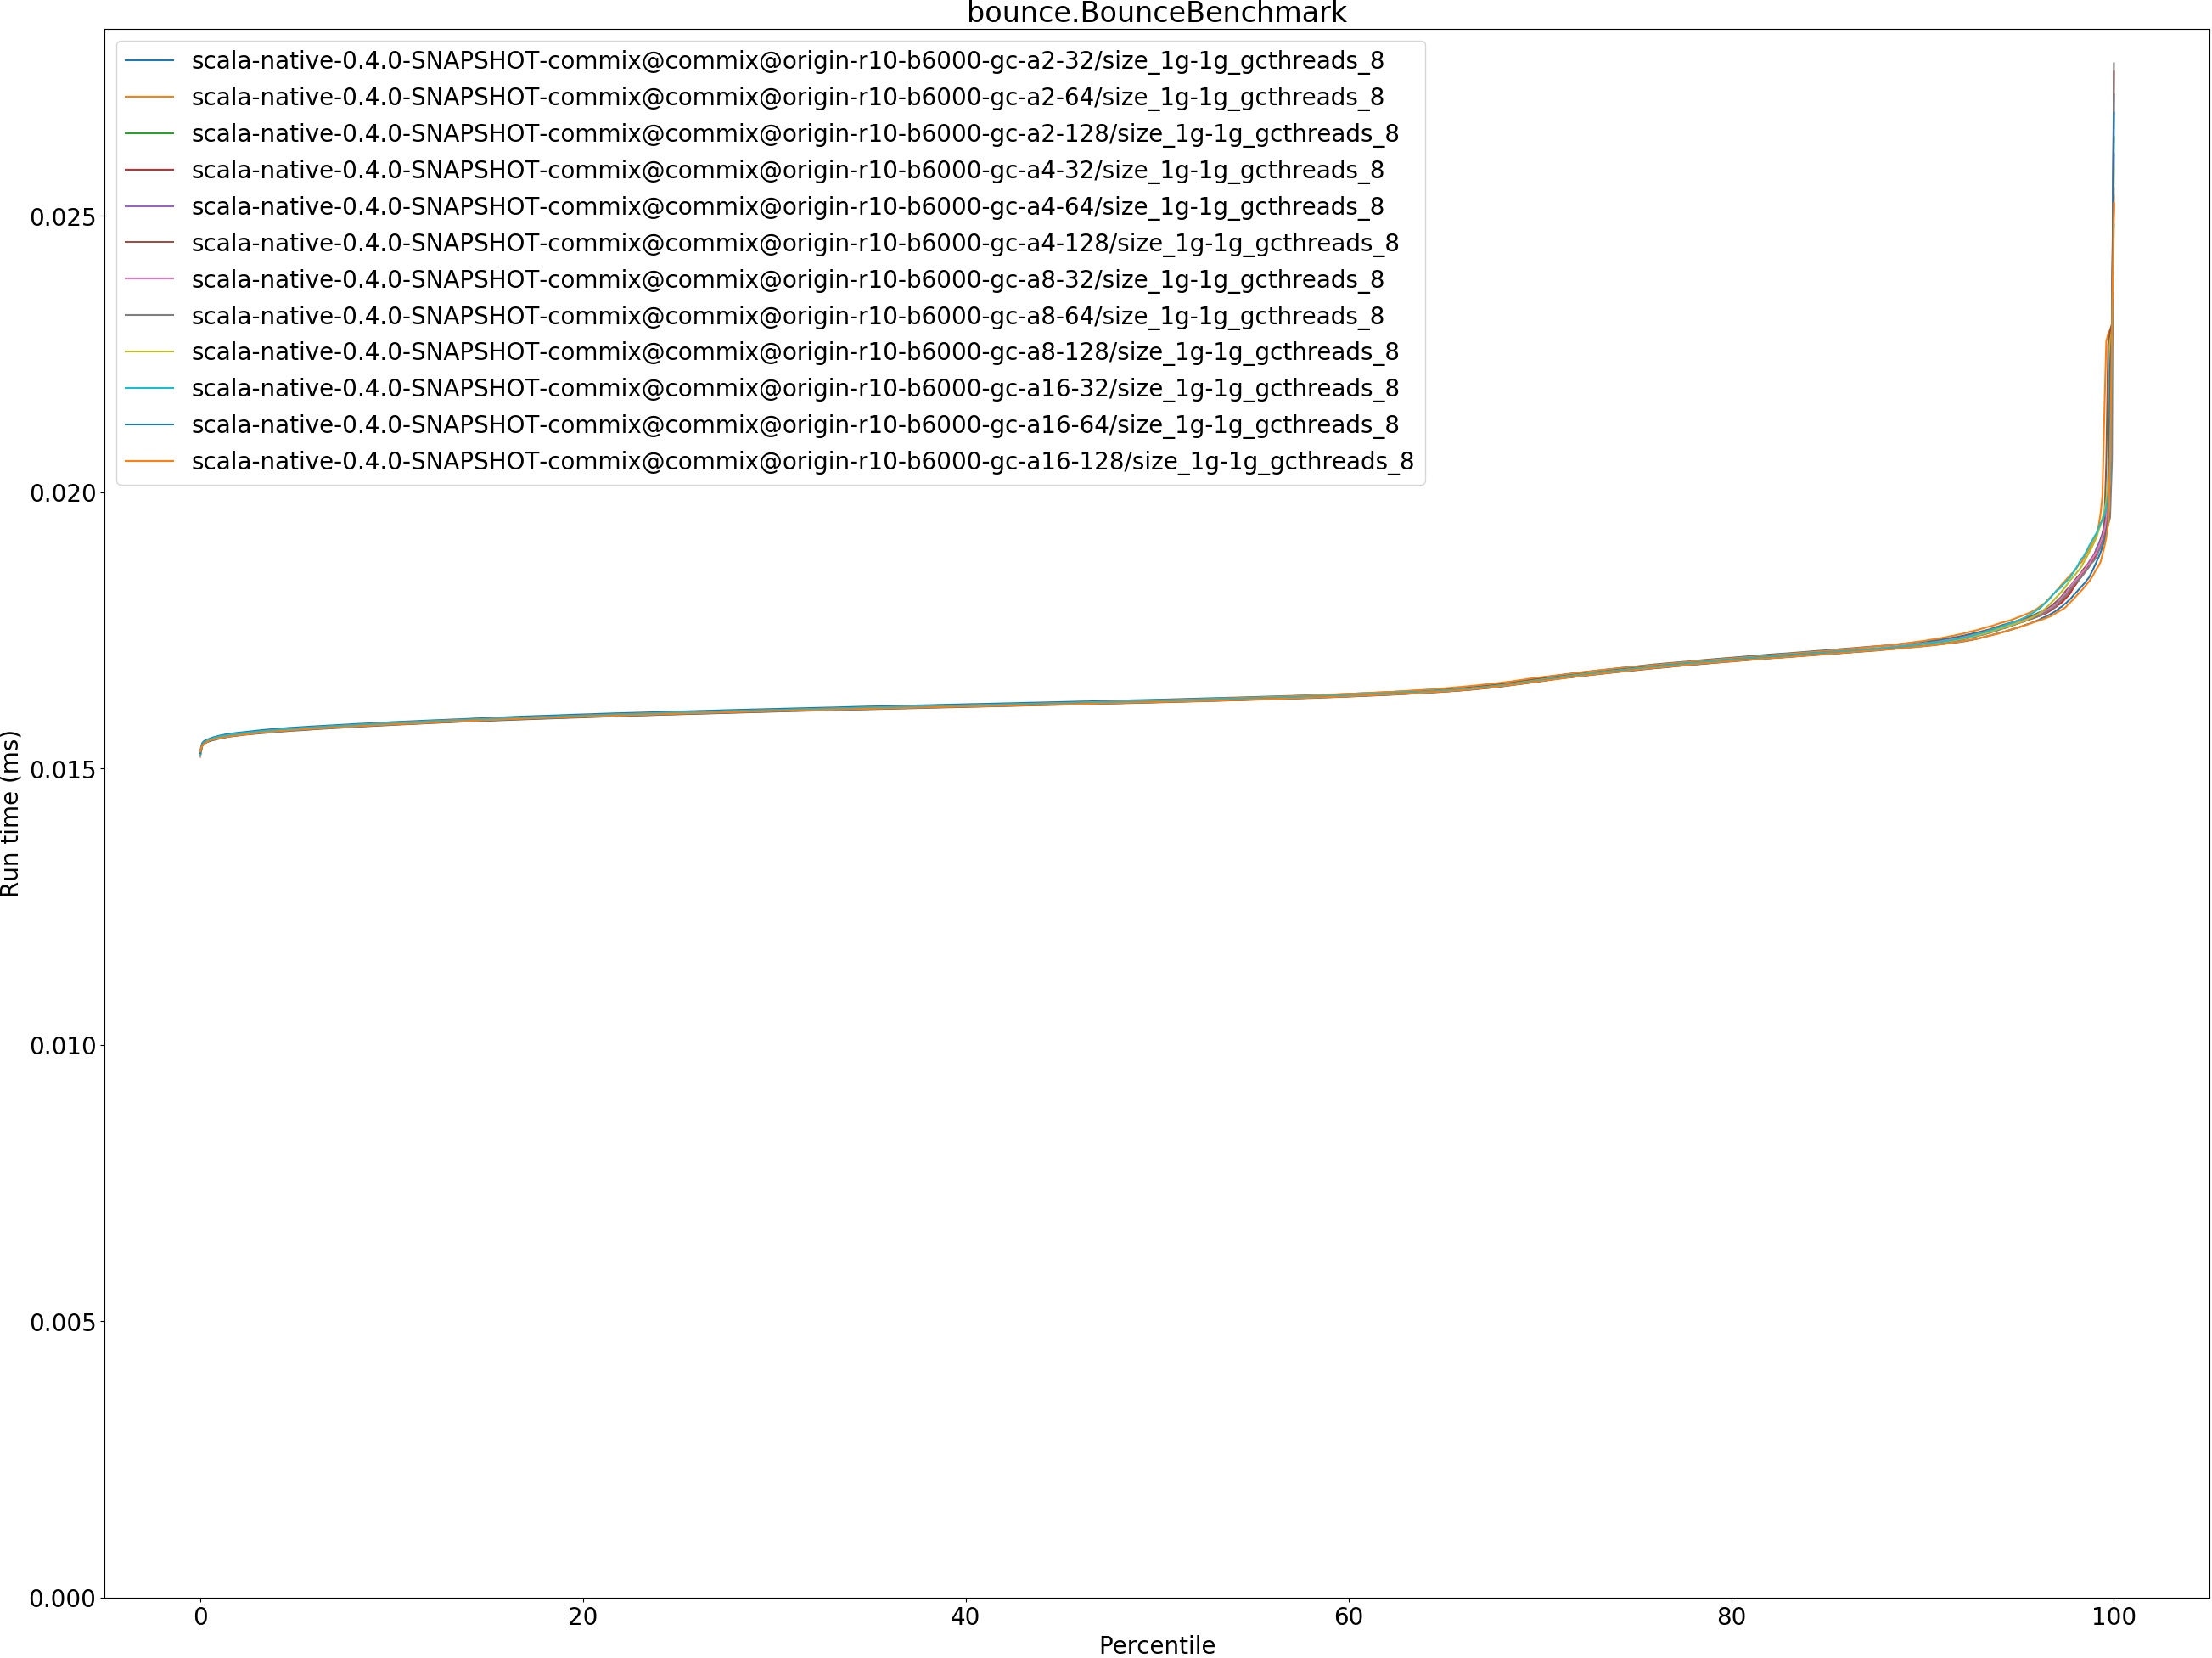 bounce.BounceBenchmark
scala-native-0.4.0-SNAPSHOT-commix@commix@origin-r10-b6000-gc-a2-32/size_1g-1g_gcthreads_8
scala-native-0.4.0-SNAPSHOT-commix@commix@origin-r10-b6000-gc-a2-64/size_1g-1g_gcthreads_8
scala-native-0.4.0-SNAPSHOT-commix@commix@origin-r10-b6000-gc-a2-128/size_1g-1g_gcthreads_8
scala-native-0.4.0-SNAPSHOT-commix@commix@origin-r10-b6000-gc-a4-32/size_1g-1g_gcthreads_8
scala-native-0.4.0-SNAPSHOT-commix@commix@origin-r10-b6000-gc-a4-64/size_1g-1g_gcthreads_8
scala-native-0.4.0-SNAPSHOT-commix@commix@origin-r10-b6000-gc-a4-128/size_1g-1g_gcthreads_8
scala-native-0.4.0-SNAPSHOT-commix@commix@origin-r10-b6000-gc-a8-32/size_1g-1g_gcthreads_8
scala-native-0.4.0-SNAPSHOT-commix@commix@origin-r10-b6000-gc-a8-64/size_1g-1g_gcthreads_8
scala-native-0.4.0-SNAPSHOT-commix@commix@origin-r10-b6000-gc-a8-128/size_1g-1g_gcthreads_8
scala-native-0.4.0-SNAPSHOT-commix@commix@origin-r10-b6000-gc-a16-32/size_1g-1g_gcthreads_8
scala-native-0.4.0-SNAPSHOT-commix@commix@origin-r10-b6000-gc-a16-64/size_1g-1g_gcthreads_8
scala-native-0.4.0-SNAPSHOT-commix@commix@origin-r10-b6000-gc-a16-128/size_1g-1g_gcthreads_8
0.025
0.020
0.015
0.010
0.005
0.000
Run time (ms)
0 20 40 60 80 100
Percentile